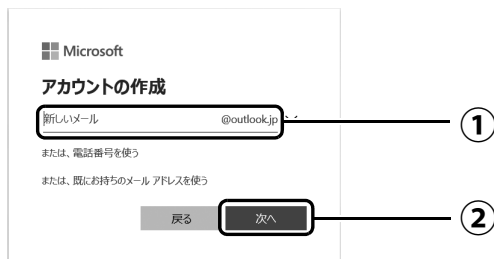 Microsoft
アカウントの作成
新しいメール @outlook.jp
①
または、電話番号を使う
または、既にお持ちのメール アドレスを使う
戻る 次へ
②